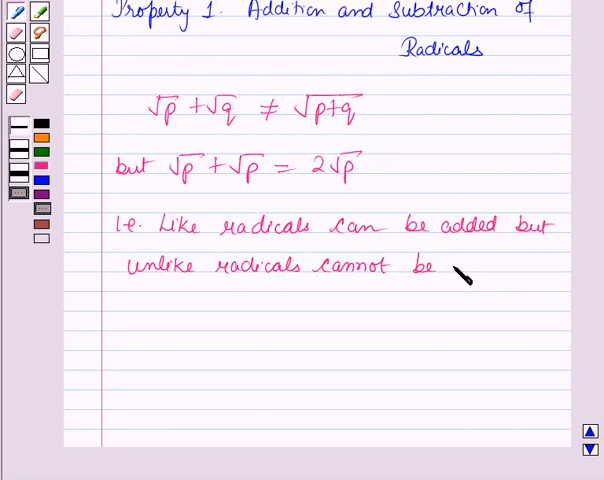 Property 1. Addition and Subtraction of
Radicals
√p + √q ≠ √p+q
but √p + √p = 2√p
i.e. Like radicals can be added but
unlike radicals cannot be